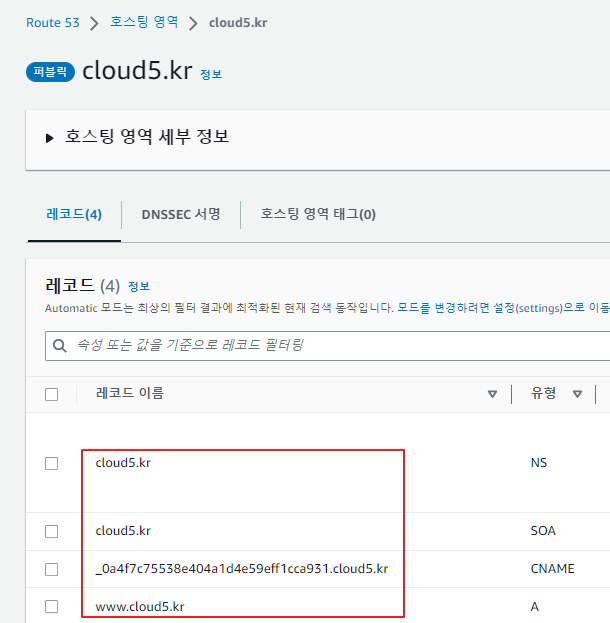 Route 53 > 호스팅 영역 > cloud5.kr
퍼블릭 cloud5.kr 정보
▶ 호스팅 영역 세부 정보
레코드(4) DNSSEC 서명 호스팅 영역 태그(0)
레코드 (4) 정보
Automatic 모드는 최상의 필터 결과에 최적화된 현재 검색 동작입니다. 모드를 변경하려면 설정(settings)으로 이동
속성 또는 값을 기준으로 레코드 필터링
레코드 이름 유형
cloud5.kr NS
cloud5.kr SOA
_0a4f7c75538e404a1d4e59eff1cca931.cloud5.kr CNAME
www.cloud5.kr A